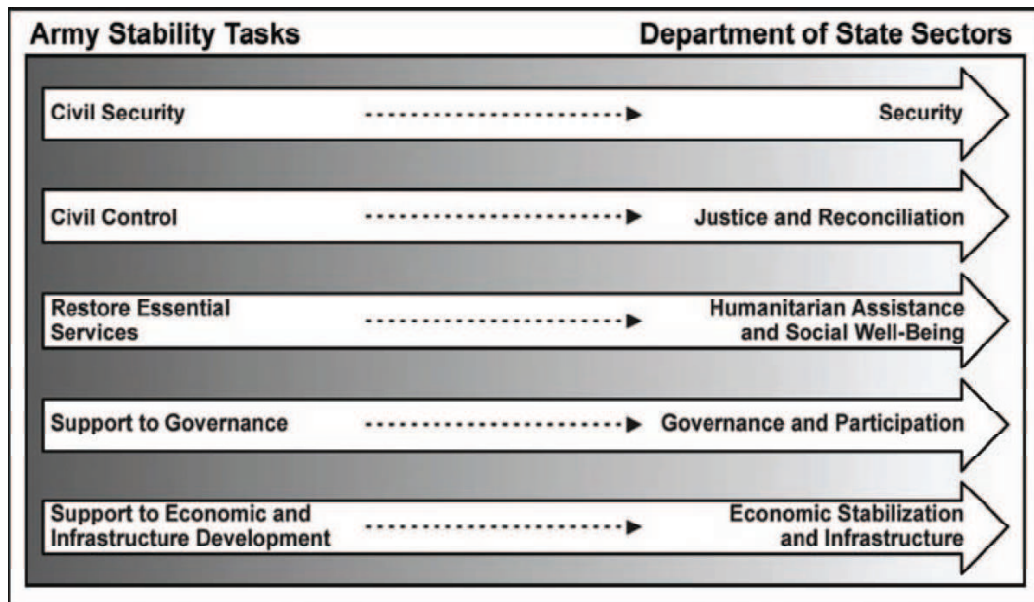 Army Stability Tasks
Department of State Sectors
Civil Security
Security
Civil Control
Justice and Reconciliation
Restore Essential
Services
Humanitarian Assistance
and Social Well-Being
Support to Governance
Governance and Participation
Support to Economic and
Infrastructure Development
Economic Stabilization
and Infrastructure